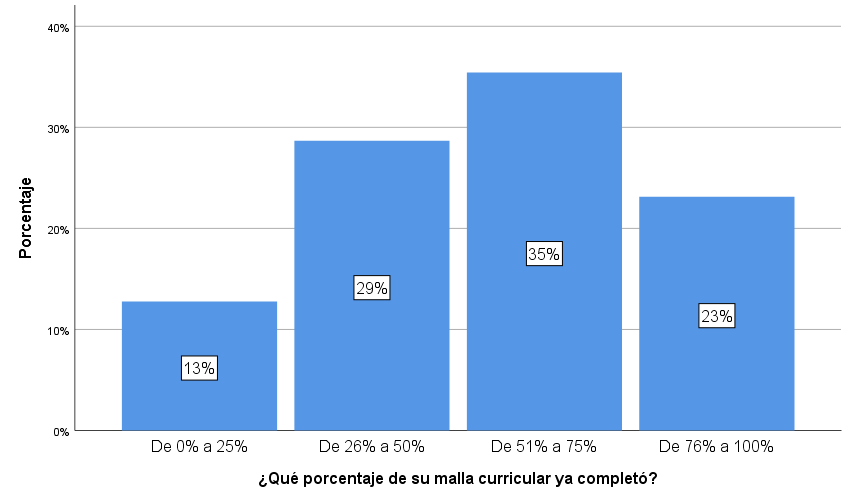 40%
30%
20%
10%
0%
Porcentaje
13%
29%
35%
23%
De 0% a 25%
De 26% a 50%
De 51% a 75%
De 76% a 100%
¿Qué porcentaje de su malla curricular ya completó?